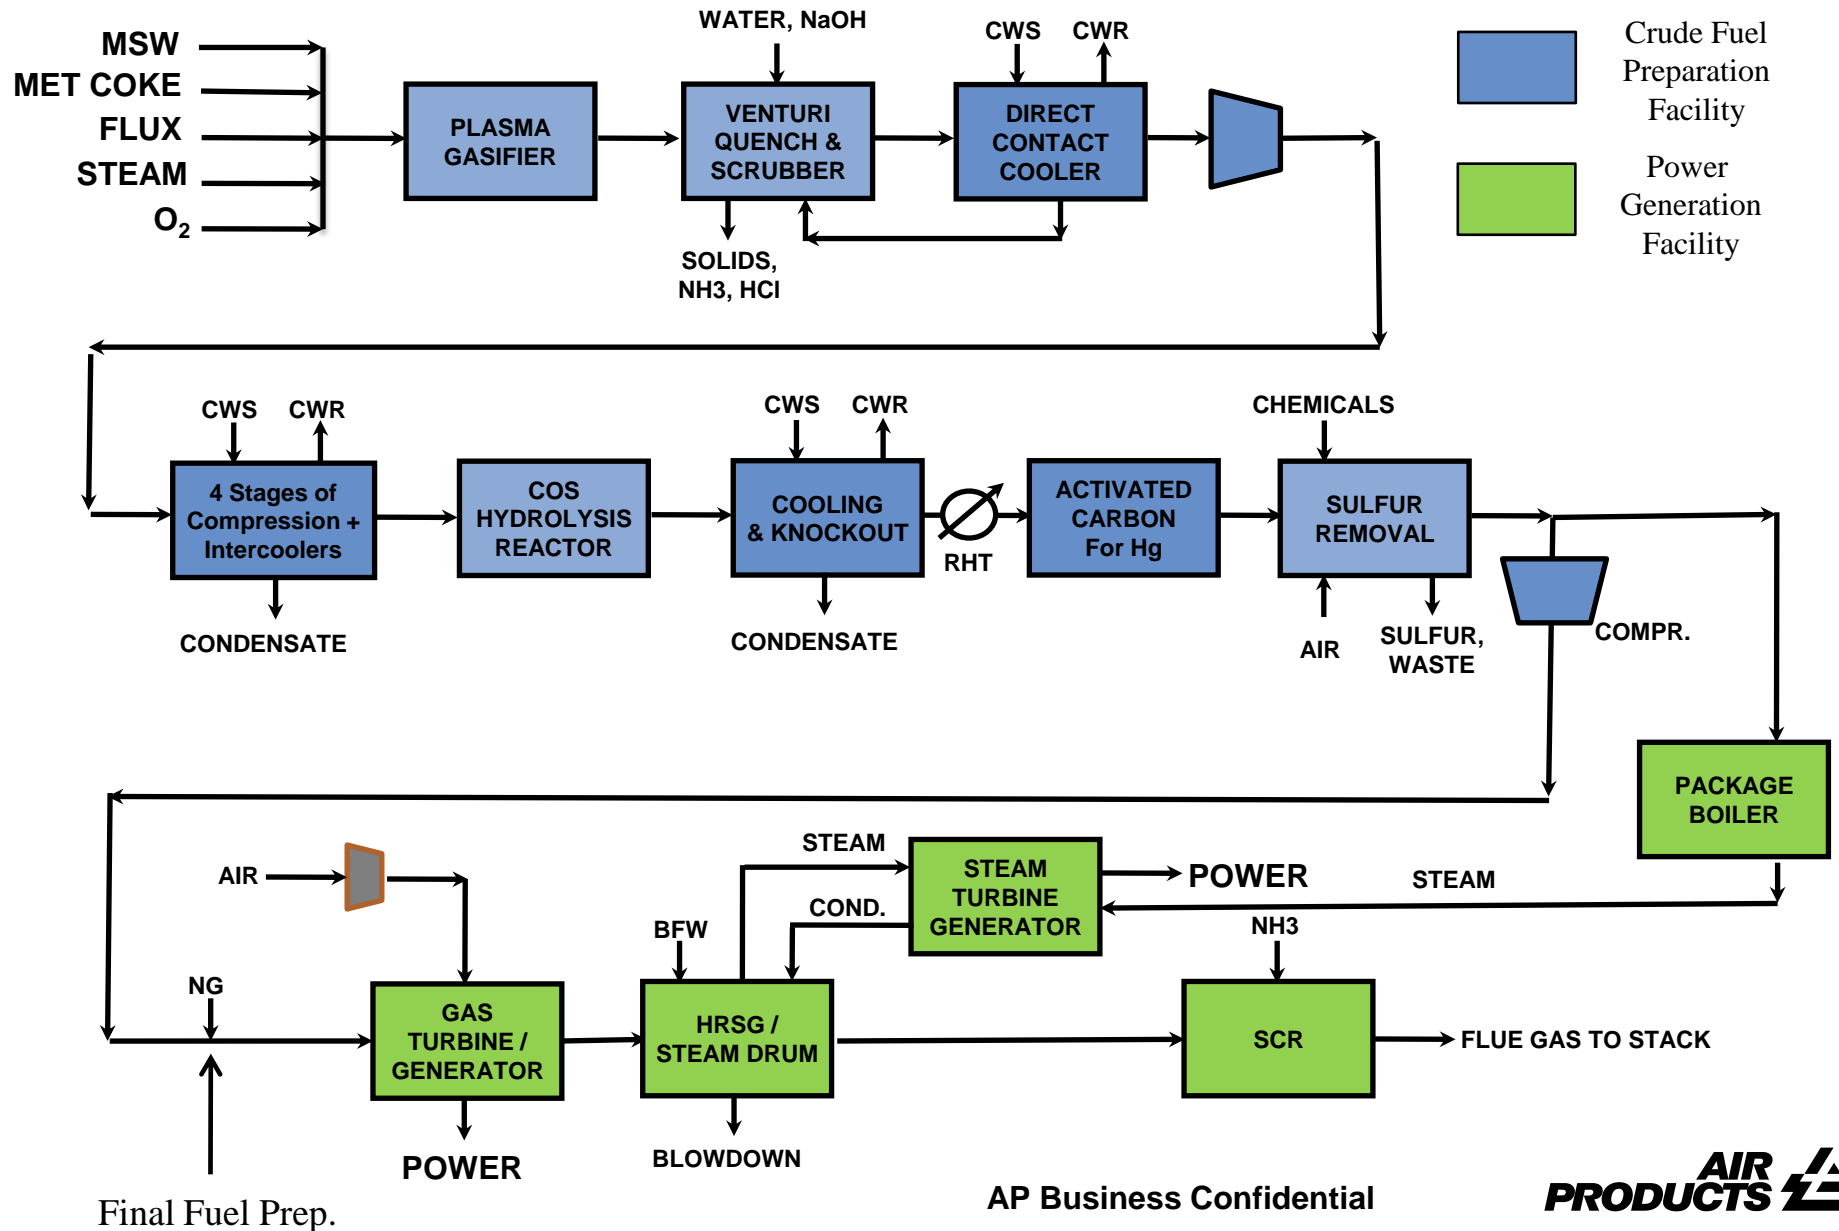 MSW
MET COKE
FLUX
STEAM
O₂
PLASMA
GASIFIER
WATER, NaOH
VENTURI
QUENCH &
SCRUBBER
SOLIDS,
NH3, HCl
CWS
CWR
DIRECT
CONTACT
COOLER
Crude Fuel
Preparation
Facility
Power
Generation
Facility
CWS
CWR
4 Stages of
Compression +
Intercoolers
CONDENSATE
COS
HYDROLYSIS
REACTOR
CWS
CWR
COOLING
& KNOCKOUT
CONDENSATE
RHT
ACTIVATED
CARBON
For Hg
CHEMICALS
SULFUR
REMOVAL
AIR
SULFUR,
WASTE
COMPR.
PACKAGE
BOILER
STEAM
AIR
STEAM
COND.
STEAM
TURBINE
GENERATOR
POWER
NG
GAS
TURBINE /
GENERATOR
POWER
BFW
HRSG /
STEAM DRUM
BLOWDOWN
NH3
SCR
FLUE GAS TO STACK
Final Fuel Prep.
AP Business Confidential
AIR
PRODUCTS